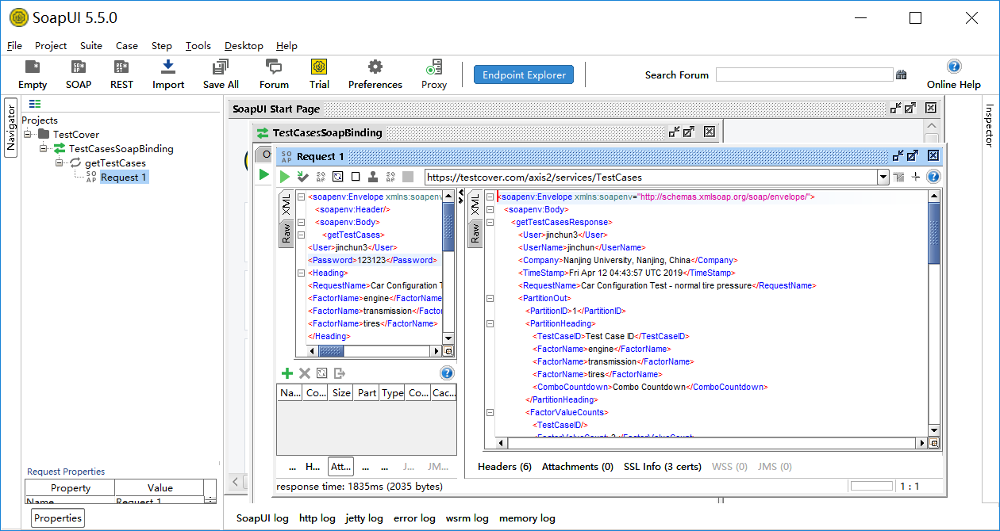 SoapUI 5.5.0
File Project Suite Case Step Tools Desktop Help
Empty SOAP REST Import Save All Forum Trial Preferences Proxy Endpoint Explorer Search Forum Online Help
Navigator
Projects
TestCover
TestCasesSoapBinding
getTestCases
SO AP Request 1
Request Properties
Property Value
Name Request 1
Properties
SoapUI Start Page
TestCasesSoapBinding
SO AP Request 1
https://testcover.com/axis2/services/TestCases
XML
Raw
<soapenv:Envelope xmlns:soapenv
<soapenv:Header/>
<soapenv:Body>
<getTestCases>
<User>jinchun3</User>
<Password>123123</Password>
<Heading>
<RequestName>Car Configuration T
<FactorName>engine</FactorName
<FactorName>transmission</Factor
<FactorName>tires</FactorName>
</Heading>
Na... Co... Size Part Type Co... Cac...
... H... Att... ... ... J... JM...
XML
Raw
<soapenv:Envelope xmlns:soapenv="http://schemas.xmlsoap.org/soap/envelope/">
<soapenv:Body>
<getTestCasesResponse>
<User>jinchun3</User>
<UserName>jinchun</UserName>
<Company>Nanjing University, Nanjing, China</Company>
<TimeStamp>Fri Apr 12 04:43:57 UTC 2019</TimeStamp>
<RequestName>Car Configuration Test - normal tire pressure</RequestName>
<PartitionOut>
<PartitionID>1</PartitionID>
<PartitionHeading>
<TestCaseID>Test Case ID</TestCaseID>
<FactorName>engine</FactorName>
<FactorName>transmission</FactorName>
<FactorName>tires</FactorName>
<ComboCountdown>Combo Countdown</ComboCountdown>
</PartitionHeading>
<FactorValueCounts>
<TestCaseID/>
Headers (6) Attachments (0) SSL Info (3 certs) WSS (0) JMS (0)
response time: 1835ms (2035 bytes)
1 : 1
Inspector
SoapUI log http log jetty log error log wsrm log memory log